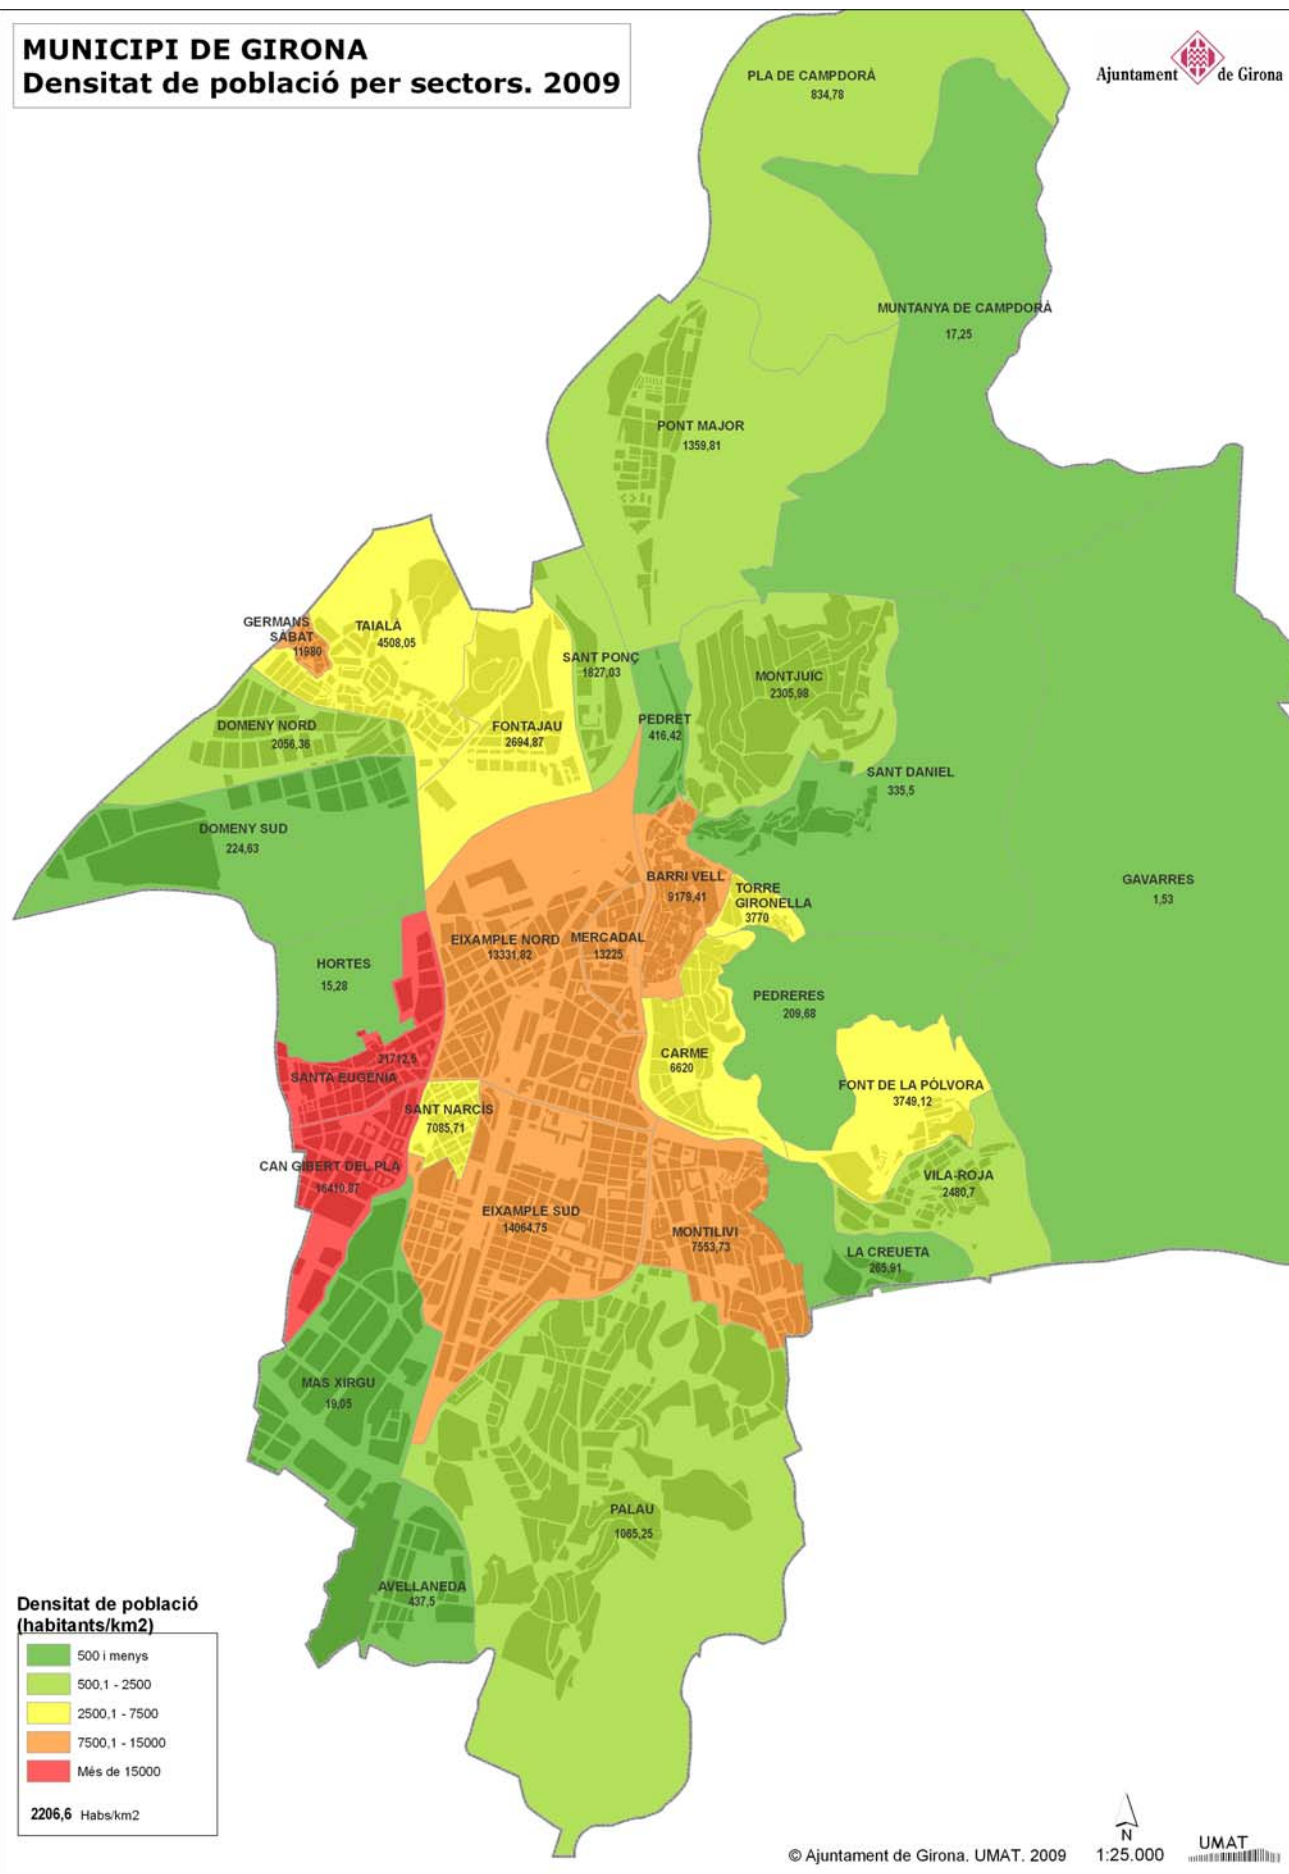 MUNICIPI DE GIRONA
Densitat de població per sectors. 2009
Ajuntament de Girona
PLA DE CAMPDORÀ
834,78
MUNTANYA DE CAMPDORÀ
17,25
PONT MAJOR
1359,81
GERMANS
SÀBAT
11980
TAIALÀ
4508,05
SANT PONÇ
1827,03
MONTJUÏC
2305,98
DOMENY NORD
2056,36
FONTAJAU
2694,87
PEDRET
416,42
SANT DANIEL
335,5
DOMENY SUD
224,63
BARRI VELL
9179,41
TORRE
GIRONELLA
3770
GAVARRES
1,53
EIXAMPLE NORD
13331,82
MERCADAL
13225
HORTES
15,28
PEDRERES
209,68
CARME
6620
21712,5
SANTA EUGÈNIA
FONT DE LA PÓLVORA
3749,12
SANT NARCÍS
7085,71
CAN GIBERT DEL PLA
16410,87
VILA-ROJA
2480,7
EIXAMPLE SUD
14064,75
MONTILIVI
7553,73
LA CREUETA
265,91
MAS XIRGU
19,05
PALAU
1065,25
AVELLANEDA
437,5
Densitat de població
(habitants/km2)
500 i menys
500,1 - 2500
2500,1 - 7500
7500,1 - 15000
Més de 15000
2206,6 Habs/km2
N
© Ajuntament de Girona. UMAT. 2009
1:25.000
UMAT